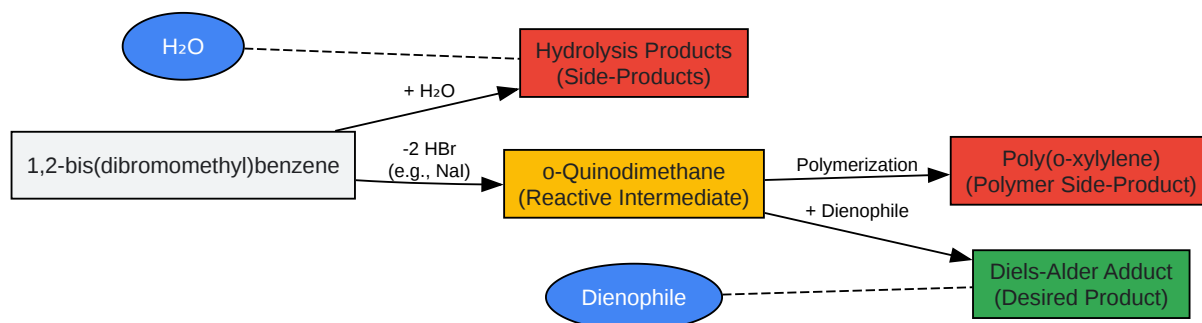 H₂O
Hydrolysis Products
(Side-Products)
+ H₂O
1,2-bis(dibromomethyl)benzene
-2 HBr
(e.g., NaI)
o-Quinodimethane
(Reactive Intermediate)
Polymerization
Poly(o-xylylene)
(Polymer Side-Product)
+ Dienophile
Dienophile
Diels-Alder Adduct
(Desired Product)